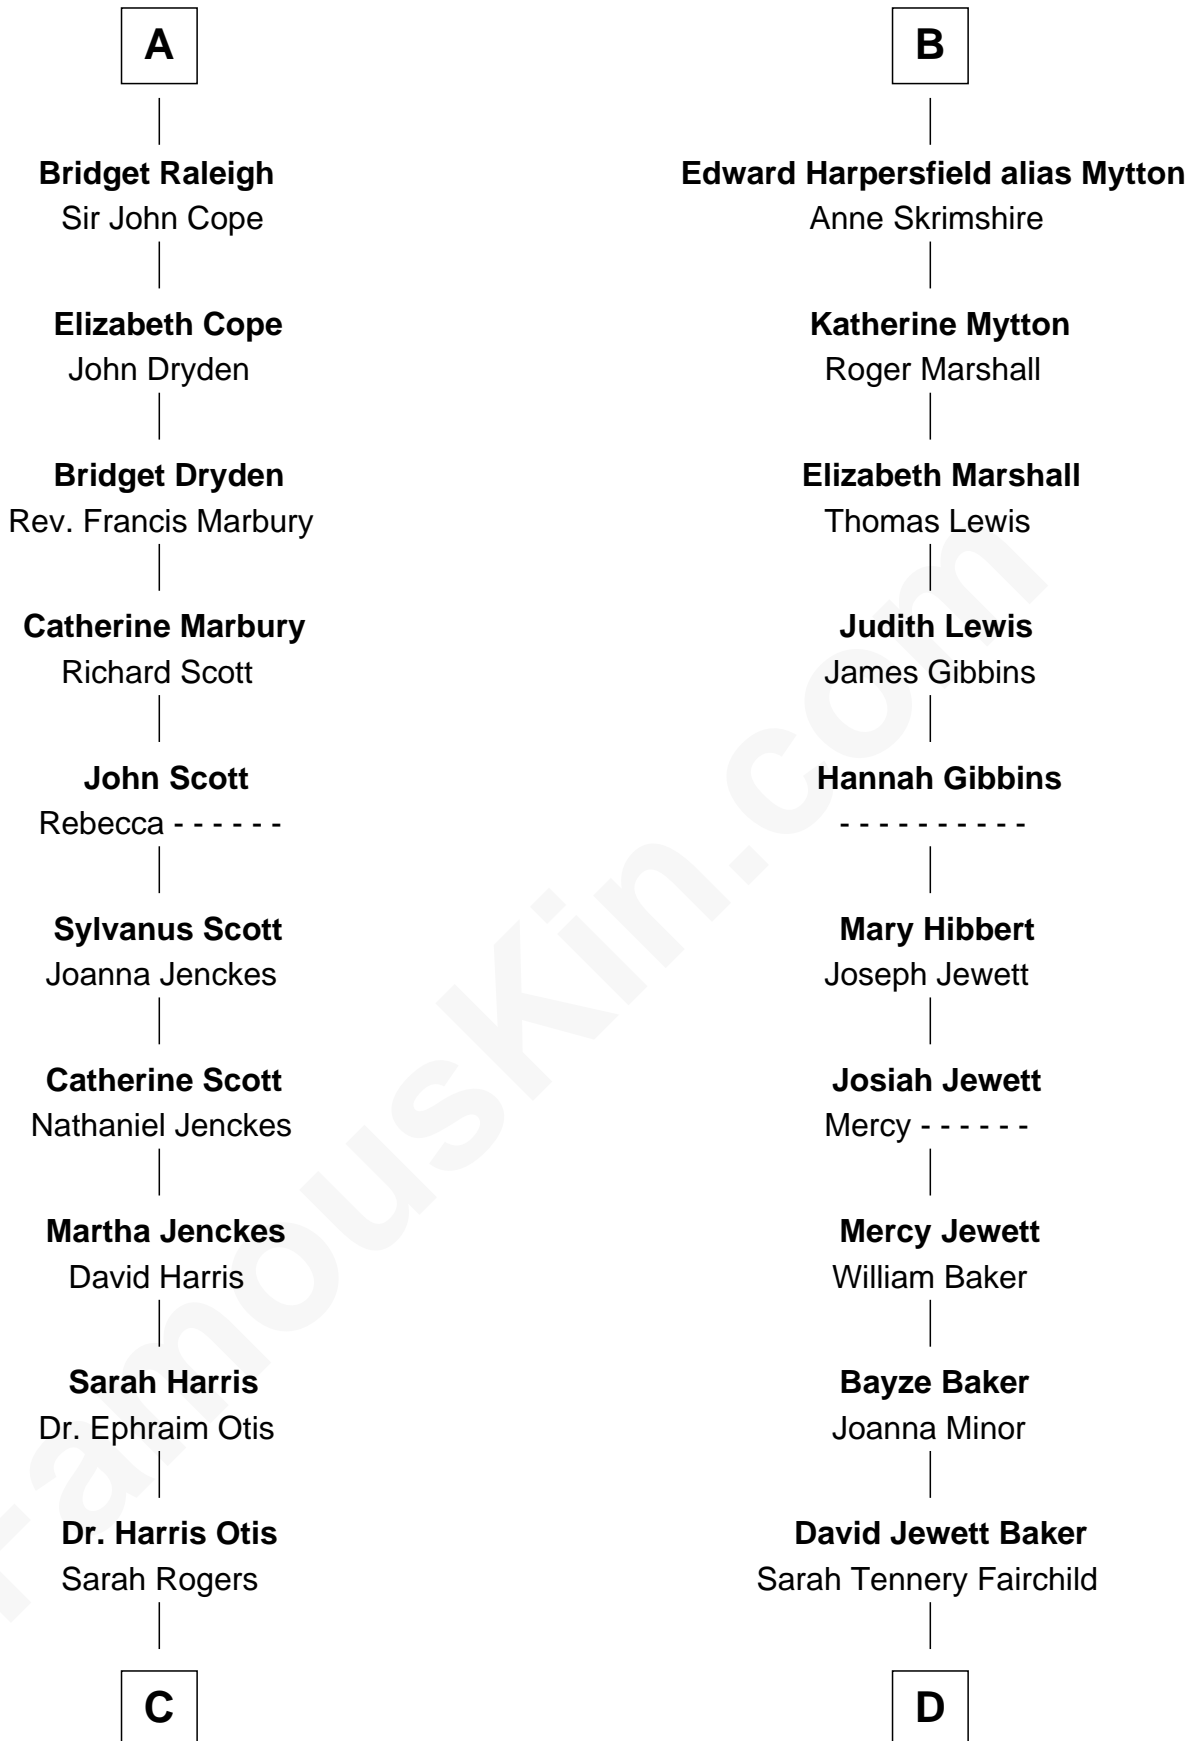 A
Bridget Raleigh
Sir John Cope
Elizabeth Cope
John Dryden
Bridget Dryden
Rev. Francis Marbury
Catherine Marbury
Richard Scott
John Scott
Rebecca - - - - - -
Sylvanus Scott
Joanna Jenckes
Catherine Scott
Nathaniel Jenckes
Martha Jenckes
David Harris
Sarah Harris
Dr. Ephraim Otis
Dr. Harris Otis
Sarah Rogers
C
B
Edward Harpersfield alias Mytton
Anne Skrimshire
Katherine Mytton
Roger Marshall
Elizabeth Marshall
Thomas Lewis
Judith Lewis
James Gibbins
Hannah Gibbins
- - - - - - - - - -
Mary Hibbert
Joseph Jewett
Josiah Jewett
Mercy - - - - - -
Mercy Jewett
William Baker
Bayze Baker
Joanna Minor
David Jewett Baker
Sarah Tennery Fairchild
D
FamousKin.com